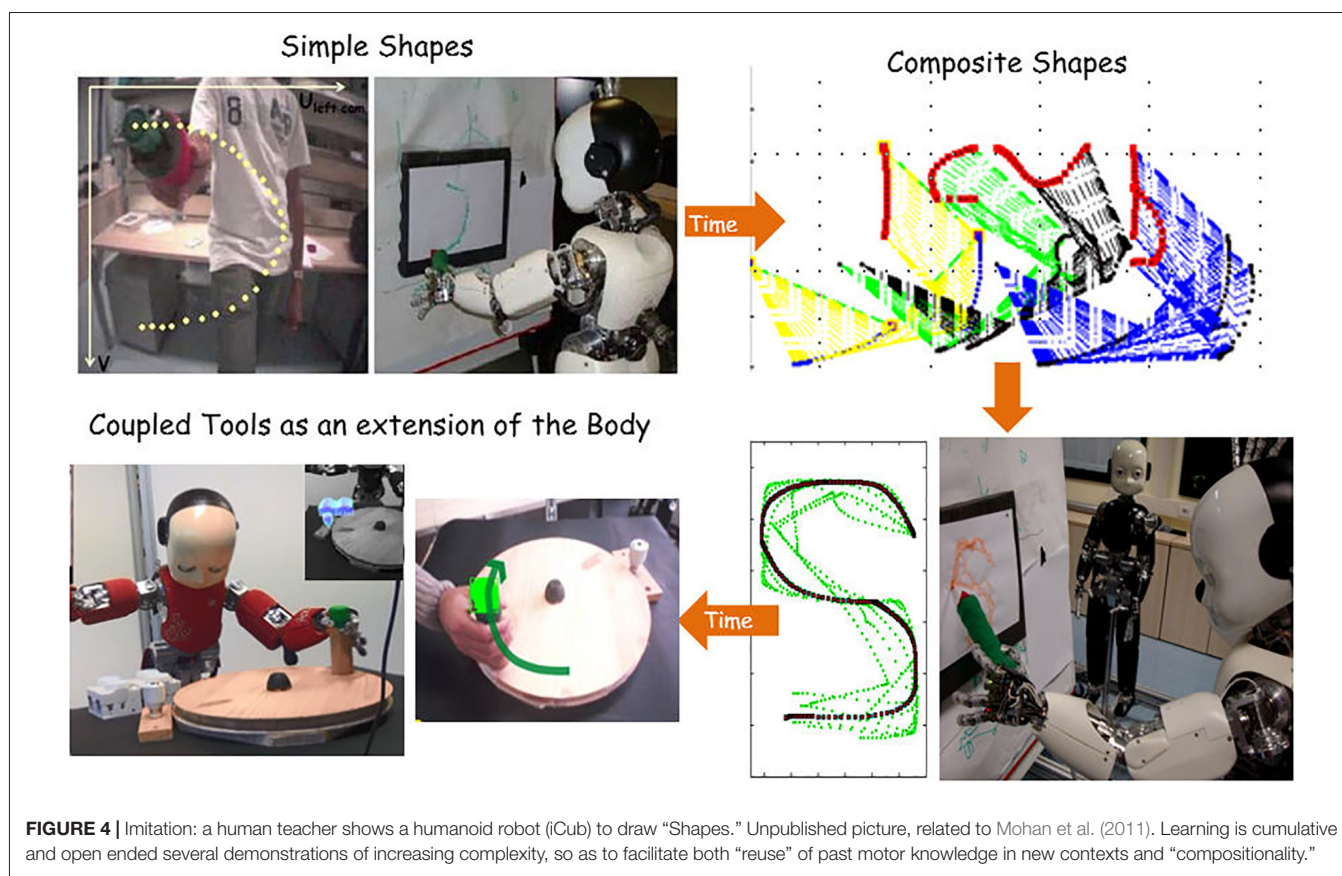 Simple Shapes
Composite Shapes
U left cam
8
V
Time
Coupled Tools as an extension of the Body
Time
FIGURE 4 | Imitation: a human teacher shows a humanoid robot (iCub) to draw “Shapes.” Unpublished picture, related to Mohan et al. (2011). Learning is cumulative
and open ended several demonstrations of increasing complexity, so as to facilitate both “reuse” of past motor knowledge in new contexts and “compositionality.”